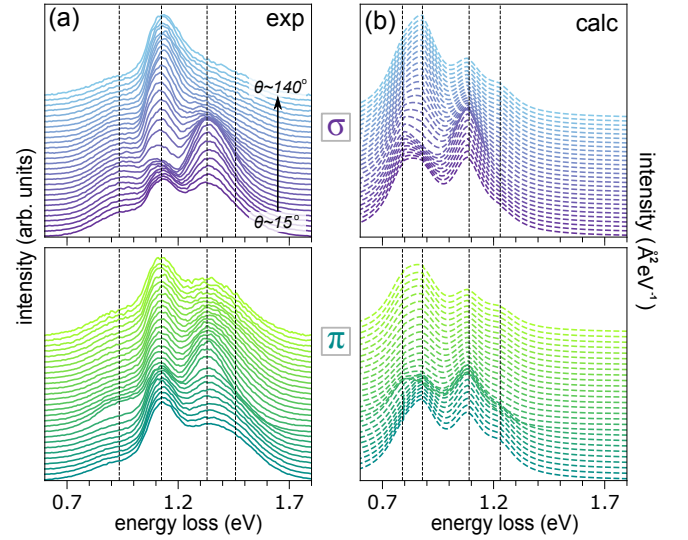 (a) exp (b) calc
θ~140°
σ
θ~15°
intensity (arb. units)
intensity (Å²eV⁻¹)
π
0.7 1.2 1.7 0.7 1.2 1.7
energy loss (eV) energy loss (eV)